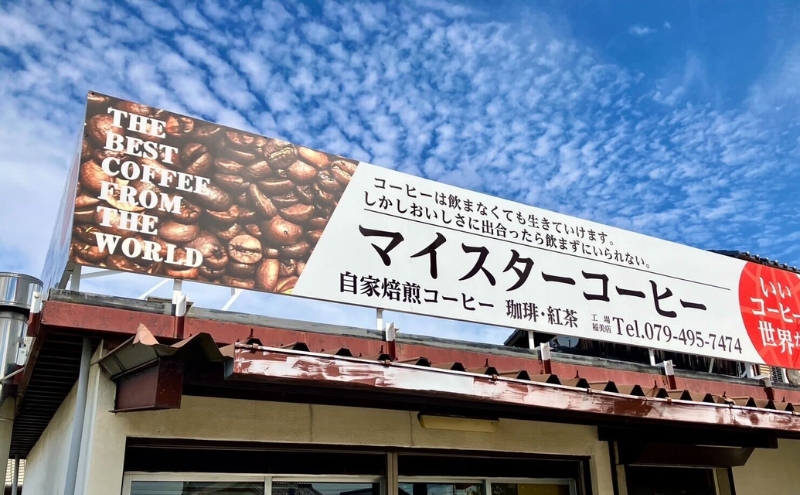 THE
BEST
COFFEE
FROM
THE
WORLD
コーヒーは飲まなくても生きていけます。
しかしおいしさに出合ったら飲まずにいられない。
マイスターコーヒー
自家焙煎コーヒー 珈琲・紅茶
工場
稲美店
Tel.079-495-7474
いい
コーヒー
世界